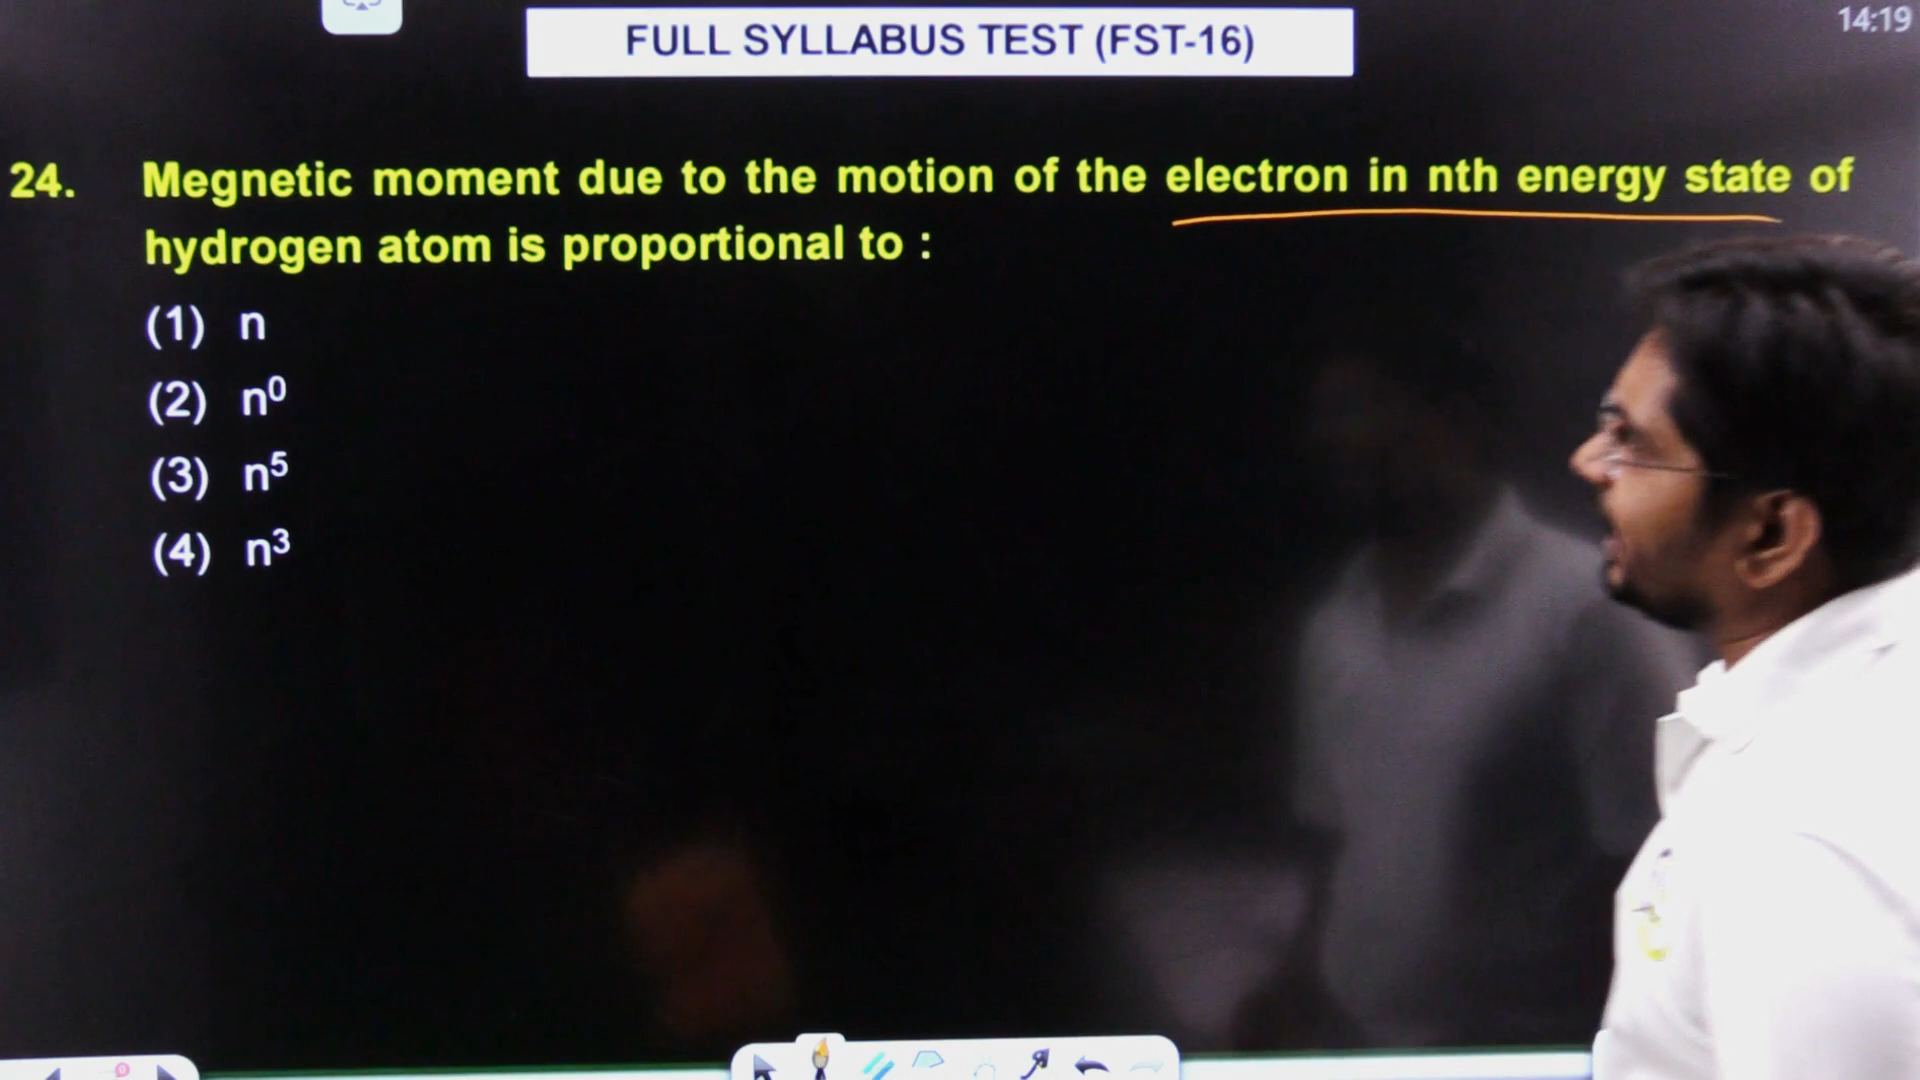 14:19
FULL SYLLABUS TEST (FST-16)
24. Megnetic moment due to the motion of the electron in nth energy state of
hydrogen atom is proportional to :
(1) n
(2) n⁰
(3) n⁵
(4) n³
0